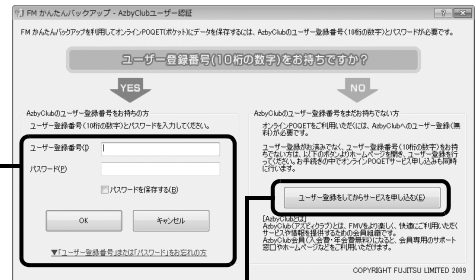 FM かんたんバックアップ - AzbyClubユーザー認証
FM かんたんバックアップを利用してオンラインPOQET(ポケット)にデータを保存するには、AzbyClubのユーザー登録番号(10桁の数字)とパスワードが必要です。
ユーザー登録番号(10桁の数字)をお持ちですか？
YES
NO
AzbyClubのユーザー登録番号をお持ちの方
ユーザー登録番号(10桁の数字)とパスワードを入力してください。
ユーザー登録番号(I)
パスワード(P)
パスワードを保存する(B)
OK
キャンセル
▼「ユーザー登録番号」または「パスワード」をお忘れの方
AzbyClubのユーザー登録番号をまだお持ちでない方
オンラインPOQETをご利用いただくには、AzbyClubへのユーザー登録(無
料)が必要です。
ユーザー登録がお済みでなく、ユーザー登録番号(10桁の数字)をお持
ちでない方は、以下のボタンよりホームページを開き、ユーザー登録を行
ってください。お手続きの中でオンラインPOQETサービス申し込みも同時
に行います。
ユーザー登録をしてからサービスを申し込む(E)
[AzbyClubとは]
AzbyClub(アズビィクラブ)とは、FMVをより楽しく、快適にご利用いただく
サービスや情報を提供するための会員組織です。
AzbyClub会員(入会費・年会費無料)になると、会員専用のサポート
窓口やホームページなどをご利用いただけます。
COPYRIGHT FUJITSU LIMITED 2009